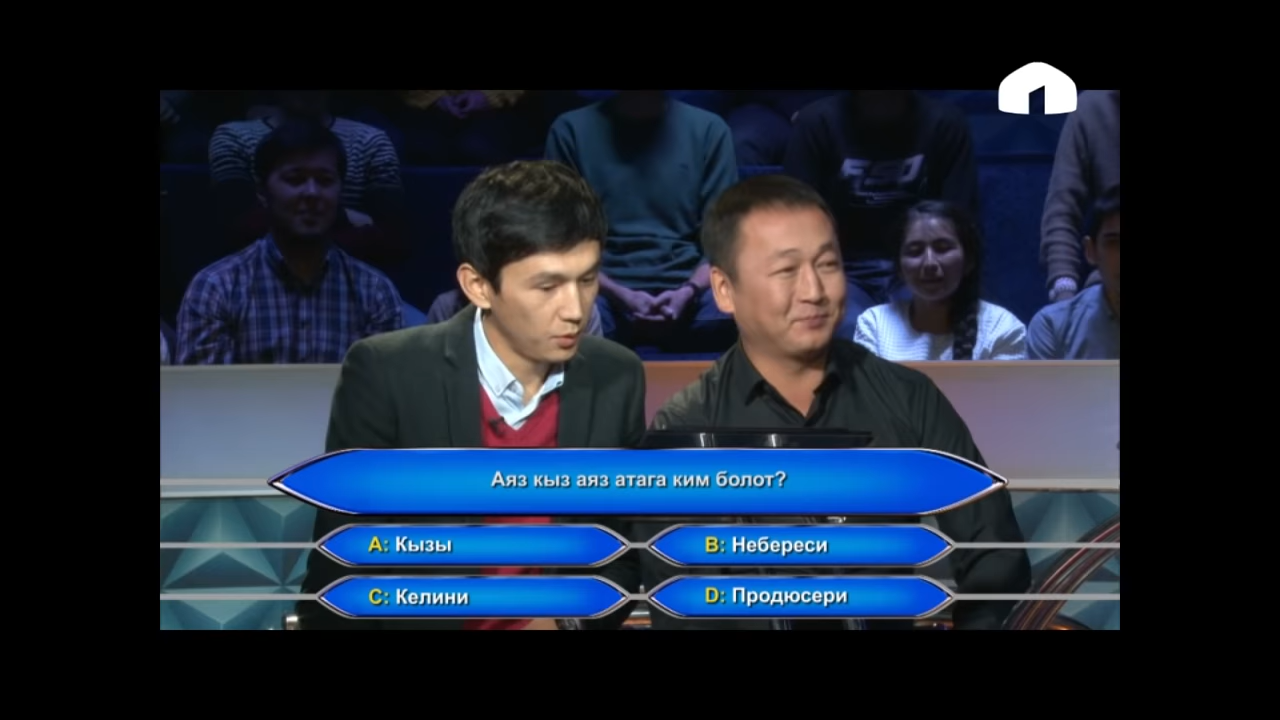 Аяз кыз аяз атага ким болот?
A: Кызы
B: Небереси
C: Келини
D: Продюсери